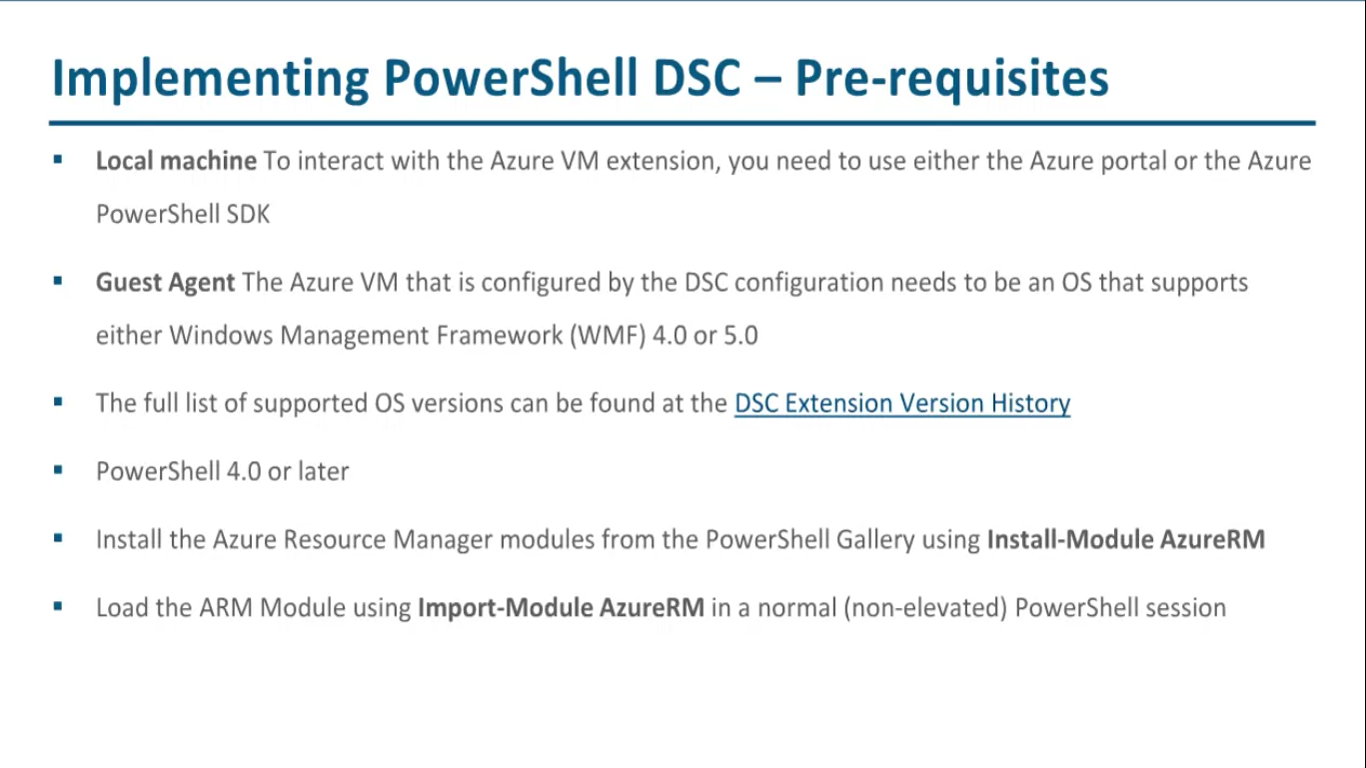 Implementing PowerShell DSC – Pre-requisites
▪ Local machine To interact with the Azure VM extension, you need to use either the Azure portal or the Azure
PowerShell SDK
▪ Guest Agent The Azure VM that is configured by the DSC configuration needs to be an OS that supports
either Windows Management Framework (WMF) 4.0 or 5.0
▪ The full list of supported OS versions can be found at the DSC Extension Version History
▪ PowerShell 4.0 or later
▪ Install the Azure Resource Manager modules from the PowerShell Gallery using Install-Module AzureRM
▪ Load the ARM Module using Import-Module AzureRM in a normal (non-elevated) PowerShell session